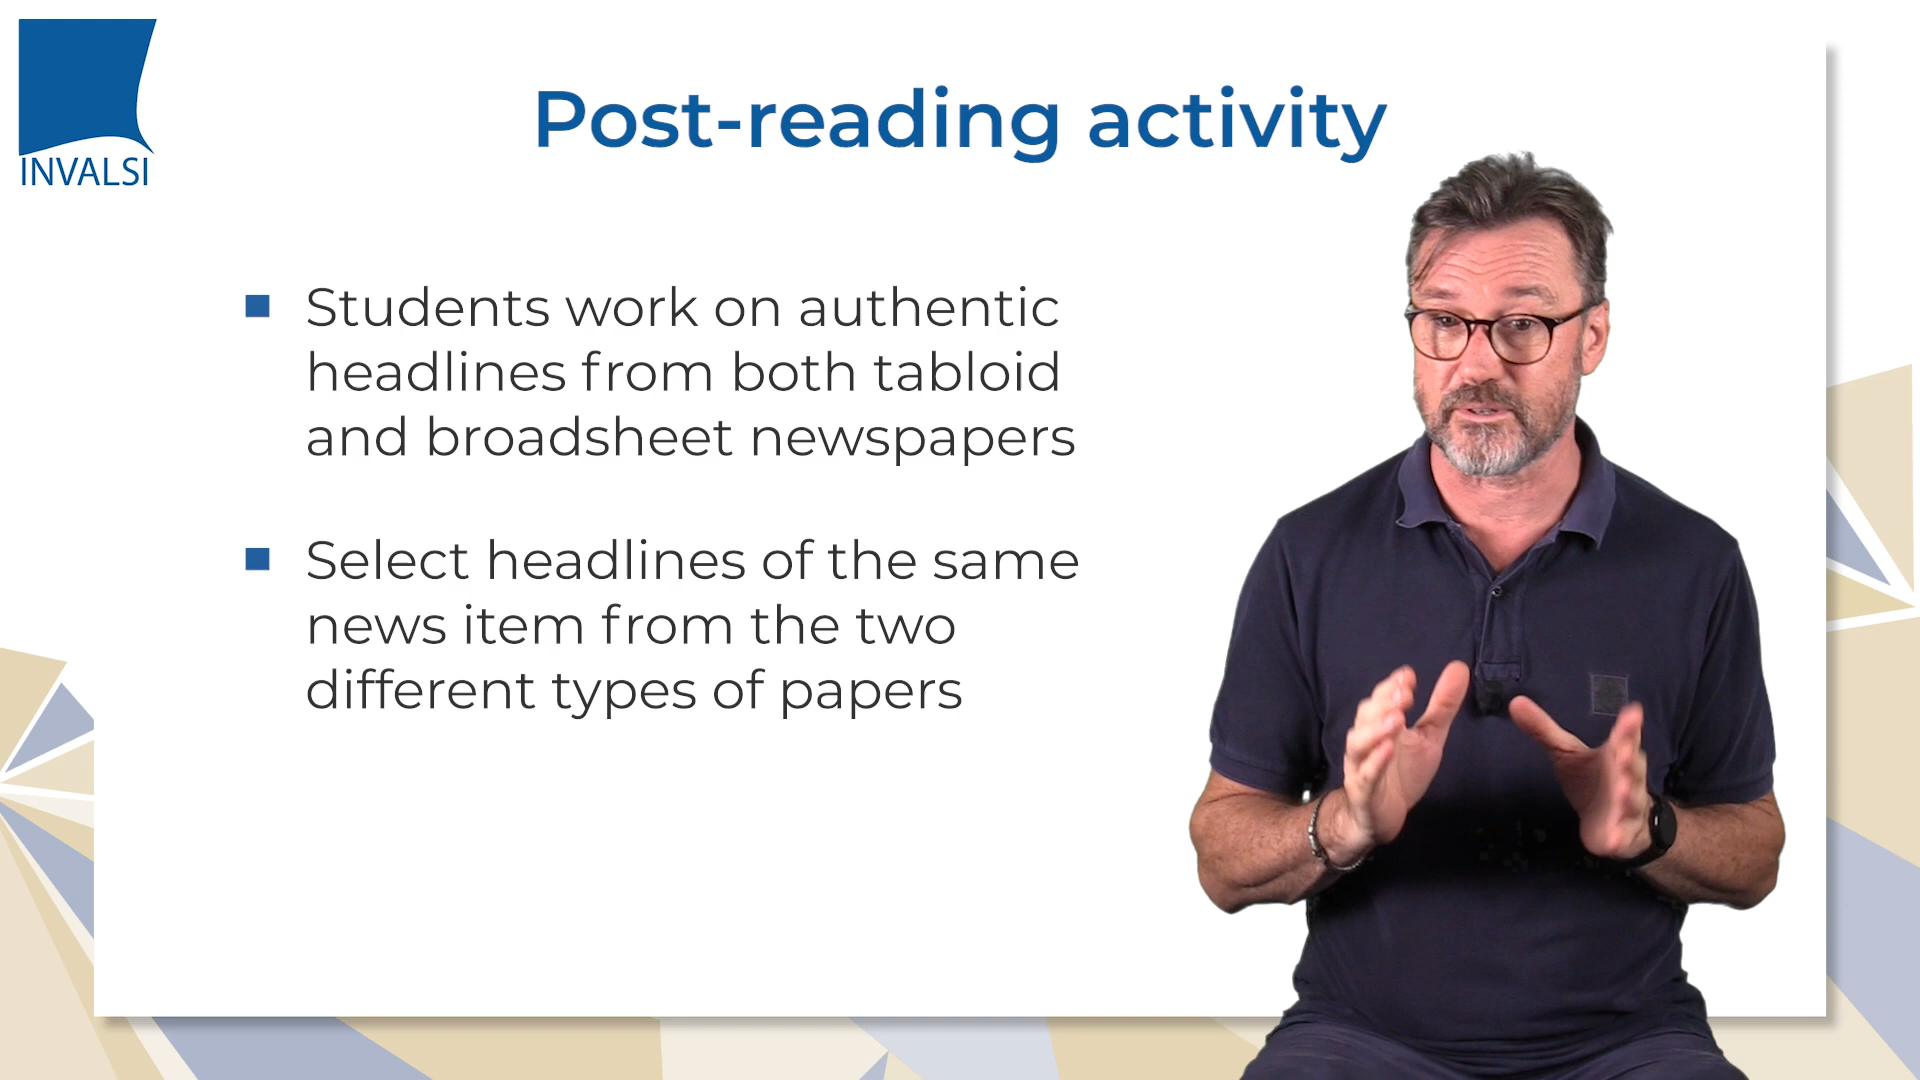 INVALSI
Post-reading activity
Students work on authentic
headlines from both tabloid
and broadsheet newspapers
Select headlines of the same
news item from the two
different types of papers